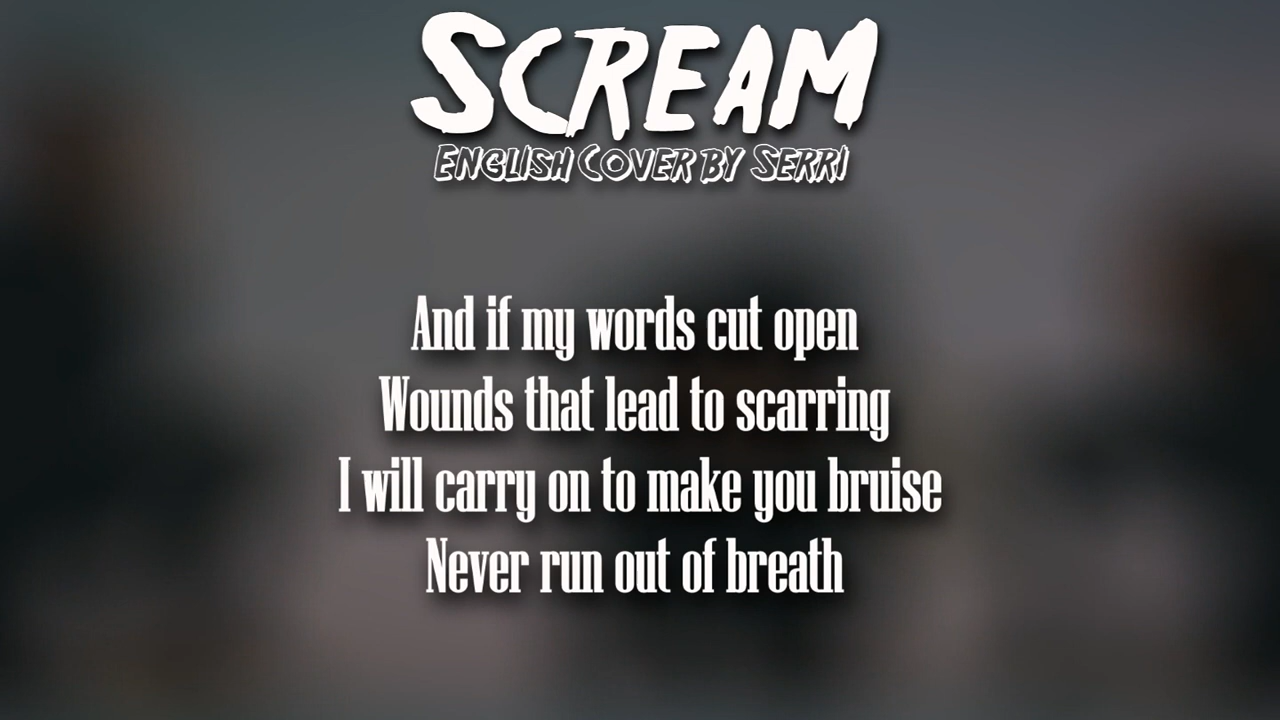 SCREAM
ENGLISH COVER BY SERRI
And if my words cut open
Wounds that lead to scarring
I will carry on to make you bruise
Never run out of breath